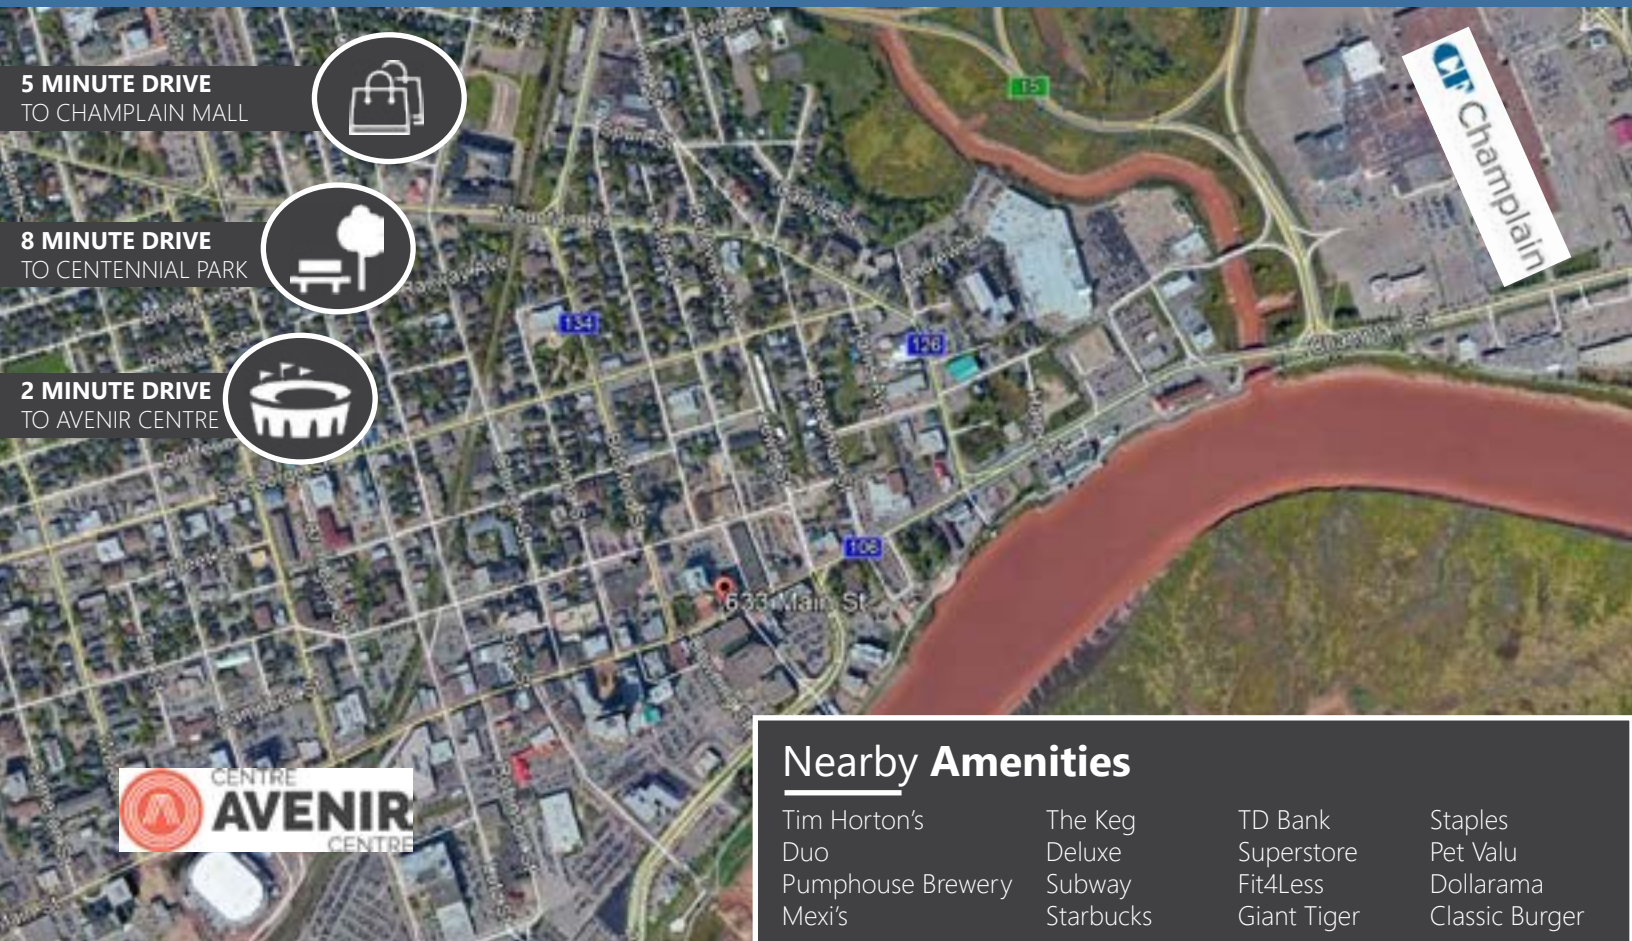 5 MINUTE DRIVE
TO CHAMPLAIN MALL
8 MINUTE DRIVE
TO CENTENNIAL PARK
2 MINUTE DRIVE
TO AVENIR CENTRE
CF Champlain
15
134
126
106
633 Main St
CENTRE
AVENIR
CENTRE
Nearby Amenities
Tim Horton's
Duo
Pumphouse Brewery
Mexi's
The Keg
Deluxe
Subway
Starbucks
TD Bank
Superstore
Fit4Less
Giant Tiger
Staples
Pet Valu
Dollarama
Classic Burger